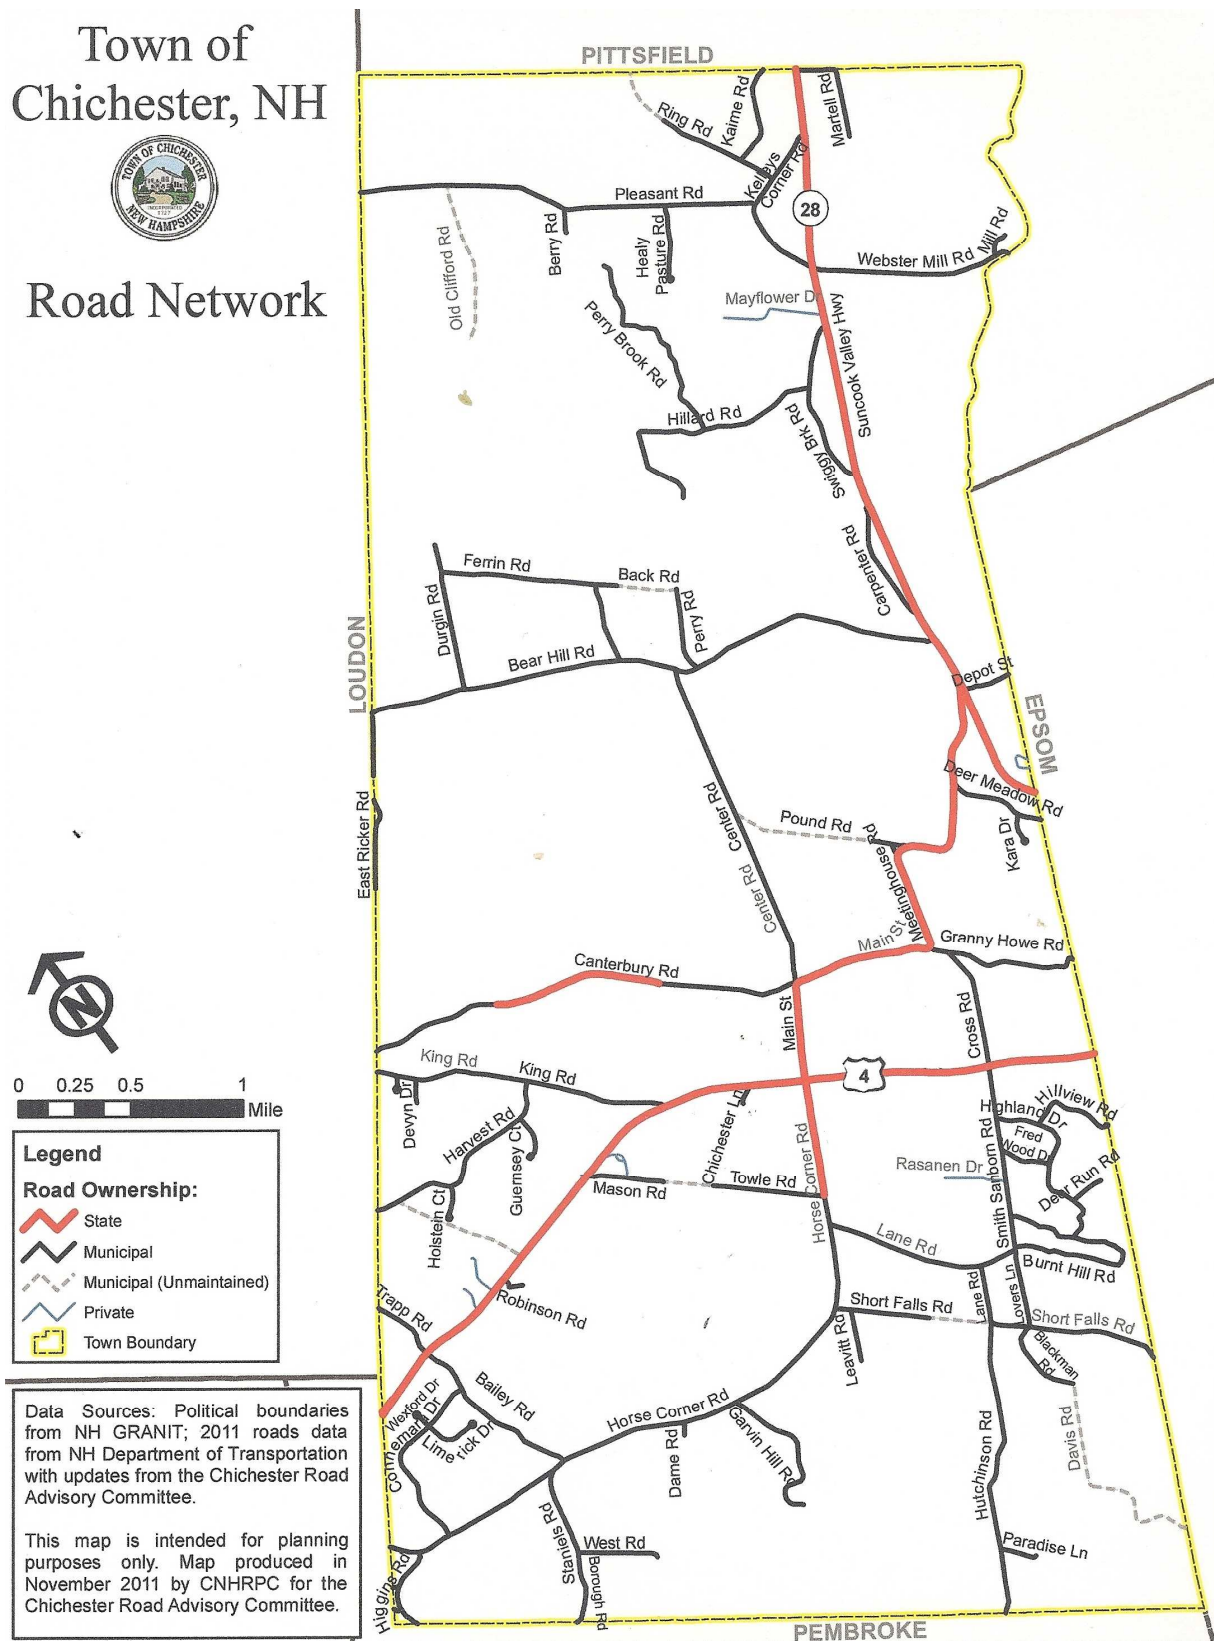 Town of
Chichester, NH
TOWN OF CHICHESTER
INCORPORATED
1727
NEW HAMPSHIRE
Road Network
PITTSFIELD
Ring Rd
Kaime Rd
Martell Rd
Kelleys
Corner Rd
Pleasant Rd
28
Old Clifford Rd
Berry Rd
Healy
Pasture Rd
Webster Mill Rd
Mill Rd
Mayflower Dr
Perry Brook Rd
Suncook Valley Hwy
Hillard Rd
Swiggy Brk Rd
Carpenter Rd
Ferrin Rd
Back Rd
Durgin Rd
Perry Rd
LOUDON
Bear Hill Rd
Depot St
EPSOM
Deer Meadow Rd
East Ricker Rd
Center Rd
Pound Rd
Kara Dr
Center Rd
Meetinghouse Rd
Main St
Granny Howe Rd
Canterbury Rd
Main St
Cross Rd
N
King Rd
King Rd
4
0 0.25 0.5 1
Mile
Devyn Dr
Harvest Rd
Guernsey Ct
Chichester Ln
Highland Dr
Hillview Rd
Fred
Wood Dr
Legend
Road Ownership:
State
Municipal
Municipal (Unmaintained)
Private
Town Boundary
Mason Rd
Towle Rd
Horse Corner Rd
Rasanen Dr
Smith Sanborn Rd
Deer Run Rd
Holstein Ct
Lane Rd
Burnt Hill Rd
Trapp Rd
Robinson Rd
Short Falls Rd
Lane Rd
Lovers Ln
Short Falls Rd
Leavitt Rd
Blackman
Rd
Wexford Dr
Connemara Dr
Limerick Dr
Bailey Rd
Horse Corner Rd
Dame Rd
Garvin Hill Rd
Hutchinson Rd
Davis Rd
Data Sources: Political boundaries
from NH GRANIT; 2011 roads data
from NH Department of Transportation
with updates from the Chichester Road
Advisory Committee.
This map is intended for planning
purposes only. Map produced in
November 2011 by CNHRPC for the
Chichester Road Advisory Committee.
Higgins Rd
Staniels Rd
West Rd
Borough Rd
Paradise Ln
PEMBROKE